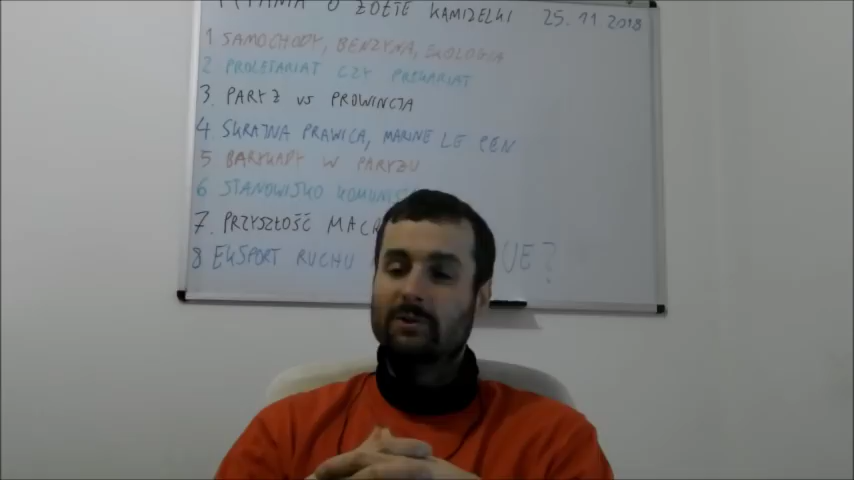 PYTANIA O ŻÓŁTE KAMIZELKI 25.11 2018
1 SAMOCHODY, BENZYNA, EKOLOGIA
2 PROLETARIAT CZY PREKARIAT
3. PARYŻ vs PROWINCJA
4 SKRAJNA PRAWICA, MARINE LE PEN
5 BARYKADY W PARYŻU
6 STANOWISKO
7. PRZYSZŁOŚĆ
8 EKSPORT RUCHU UE?